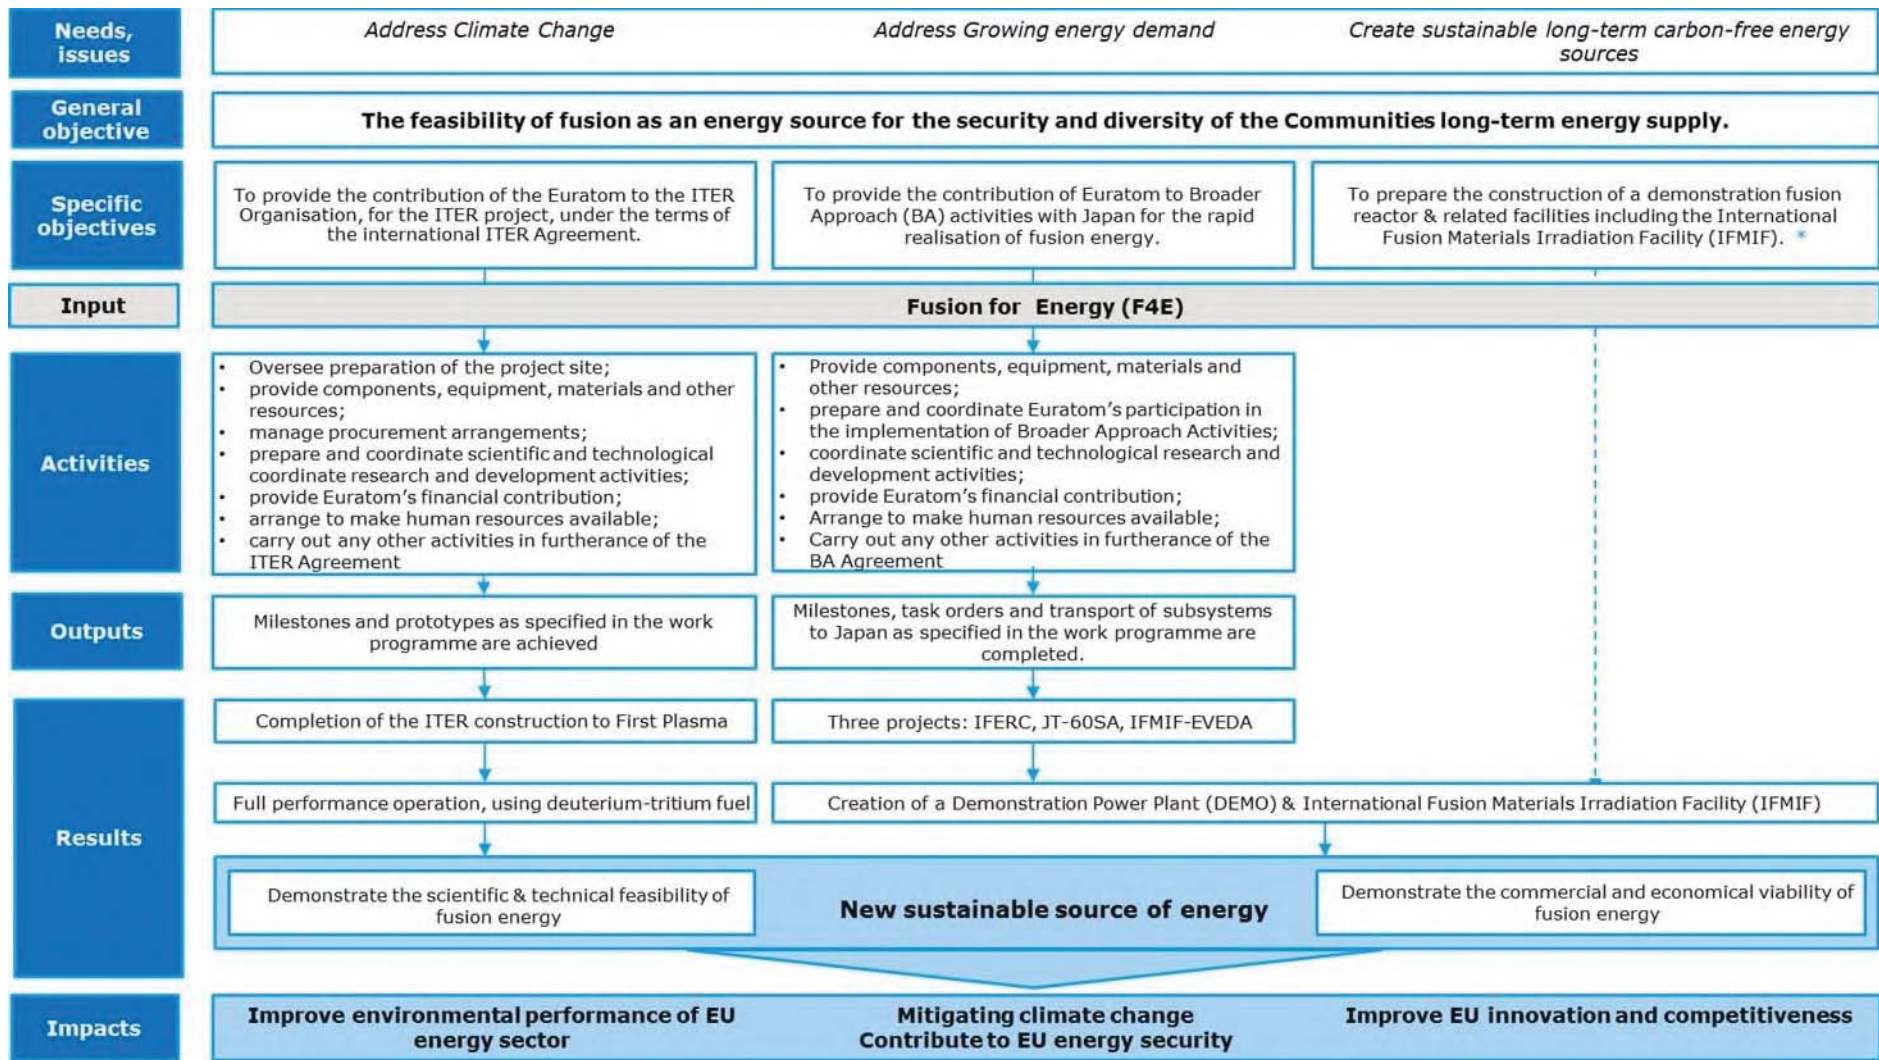 Needs,
issues
Address Climate Change
Address Growing energy demand
Create sustainable long-term carbon-free energy
sources
General
objective
The feasibility of fusion as an energy source for the security and diversity of the Communities long-term energy supply.
Specific
objectives
To provide the contribution of the Euratom to the ITER
Organisation, for the ITER project, under the terms of
the international ITER Agreement.
To provide the contribution of Euratom to Broader
Approach (BA) activities with Japan for the rapid
realisation of fusion energy.
To prepare the construction of a demonstration fusion
reactor & related facilities including the International
Fusion Materials Irradiation Facility (IFMIF). *
Input
Fusion for Energy (F4E)
Activities
• Oversee preparation of the project site;
• provide components, equipment, materials and other
resources;
• manage procurement arrangements;
• prepare and coordinate scientific and technological
coordinate research and development activities;
• provide Euratom's financial contribution;
• arrange to make human resources available;
• carry out any other activities in furtherance of the
ITER Agreement
• Provide components, equipment, materials and
other resources;
• prepare and coordinate Euratom's participation in
the implementation of Broader Approach Activities;
• coordinate scientific and technological research and
development activities;
• provide Euratom's financial contribution;
• Arrange to make human resources available;
• Carry out any other activities in furtherance of the
BA Agreement
Outputs
Milestones and prototypes as specified in the work
programme are achieved
Milestones, task orders and transport of subsystems
to Japan as specified in the work programme are
completed.
Results
Completion of the ITER construction to First Plasma
Three projects: IFERC, JT-60SA, IFMIF-EVEDA
Full performance operation, using deuterium-tritium fuel
Creation of a Demonstration Power Plant (DEMO) & International Fusion Materials Irradiation Facility (IFMIF)
Demonstrate the scientific & technical feasibility of
fusion energy
New sustainable source of energy
Demonstrate the commercial and economical viability of
fusion energy
Impacts
Improve environmental performance of EU
energy sector
Mitigating climate change
Contribute to EU energy security
Improve EU innovation and competitiveness